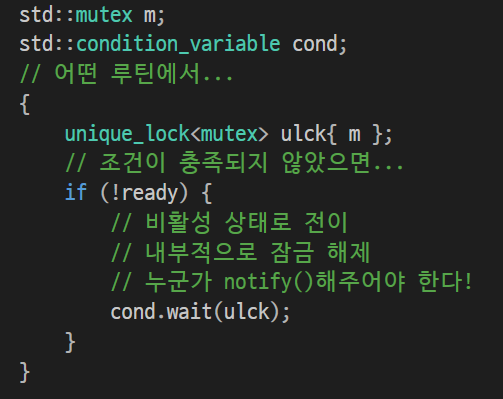 std::mutex m;
std::condition_variable cond;
// 어떤 루틴에서...
{
    unique_lock<mutex> ulck{ m };
    // 조건이 충족되지 않았으면...
    if (!ready) {
        // 비활성 상태로 전이
        // 내부적으로 잠금 해제
        // 누군가 notify()해주어야 한다!
        cond.wait(ulck);
    }
}